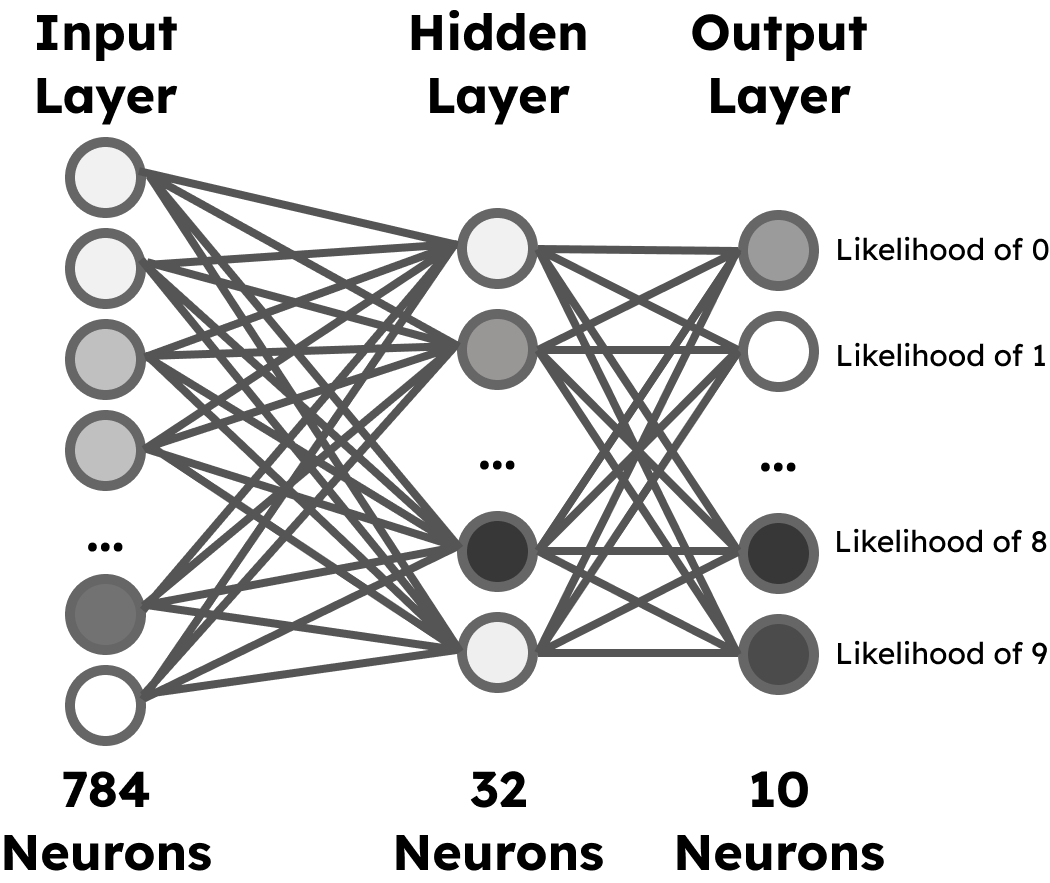 Input
Layer
Hidden
Layer
Output
Layer
Likelihood of 0
Likelihood of 1
...
...
Likelihood of 8
...
Likelihood of 9
784
Neurons
32
Neurons
10
Neurons